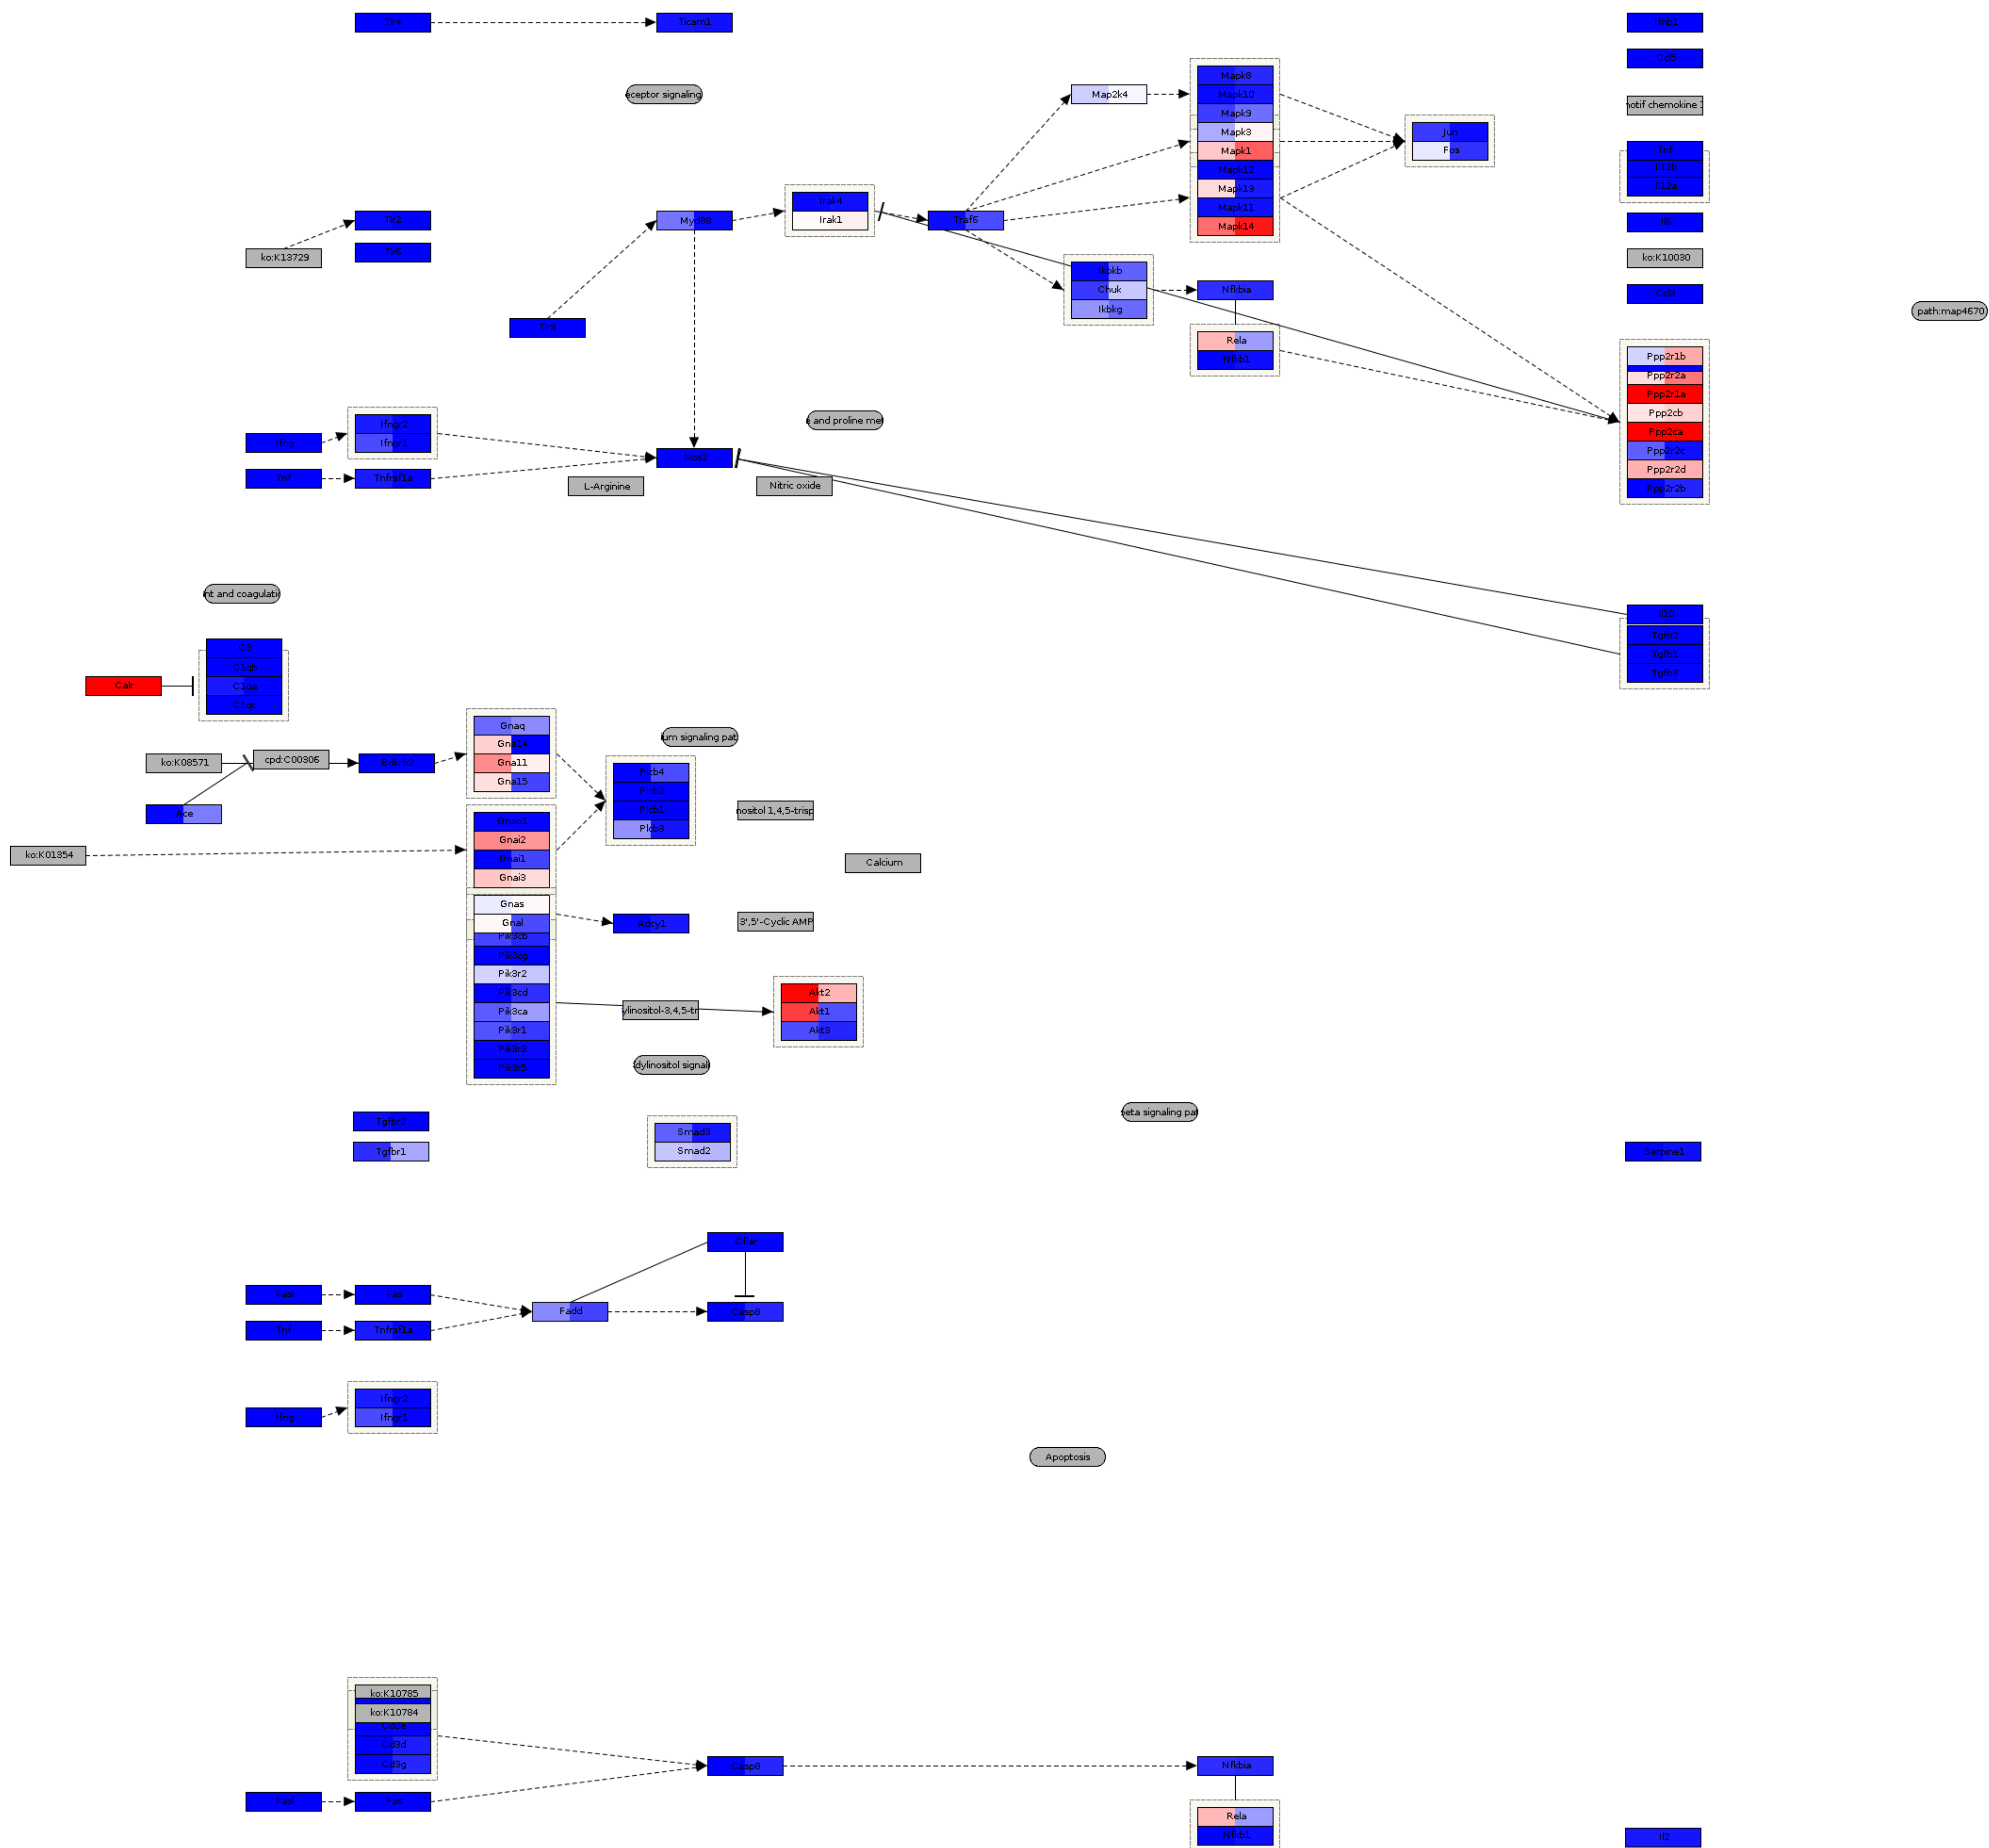 Tlr4
Ticam1
Ifnb1
Ccl5
eceptor signaling
Map2k4
Mapk8
Mapk10
Mapk9
Mapk3
Mapk1
Mapk12
Mapk13
Mapk11
Mapk14
Jun
Fos
notif chemokine 1
Tnf
Il12b
Il12a
Tlr2
Tlr6
ko:K13729
Myd88
Irak4
Irak1
Traf6
Il6
ko:K10030
Ccl3
path:map4670
Ikbkb
Chuk
Ikbkg
Nfkbia
Rela
Nfkb1
Tlr9
Ppp2r1b
Ppp2r2a
Ppp2r1a
Ppp2cb
Ppp2ca
Ppp2r2c
Ppp2r2d
Ppp2r2b
e and proline met
Ifng
Ifngr2
Ifngr1
Tnf
Tnfrsf1a
Nos2
L-Arginine
Nitric oxide
nt and coagulatio
Il10
Tgfb2
Tgfb1
Tgfb3
C3
C1qb
C1qa
C1qc
Calr
ko:K08571
cpd:C00306
Bdkrb2
Ace
Gnaq
Gna14
Gna11
Gna15
ium signaling pat
Plcb4
Plcb2
Plcb1
Plcb3
nositol 1,4,5-trisp
ko:K01354
Gnao1
Gnai2
Gnai1
Gnai3
Calcium
Gnas
Gnal
Adcy1
3',5'-Cyclic AMP
Pik3cb
Pik3cg
Pik3r2
Pik3cd
Pik3ca
Pik3r1
Pik3r3
Pik3r5
ylinositol-3,4,5-tr
Akt2
Akt1
Akt3
dylinositol signali
Tgfbr2
Tgfbr1
Smad3
Smad2
beta signaling pat
Serpine1
Cflar
Fasl
Fas
Fadd
Casp8
Tnf
Tnfrsf1a
Ifng
Ifngr2
Ifngr1
Apoptosis
ko:K10785
ko:K10784
Cd3e
Cd3d
Cd3g
Casp8
Nfkbia
Fasl
Fas
Rela
Nfkb1
Il2